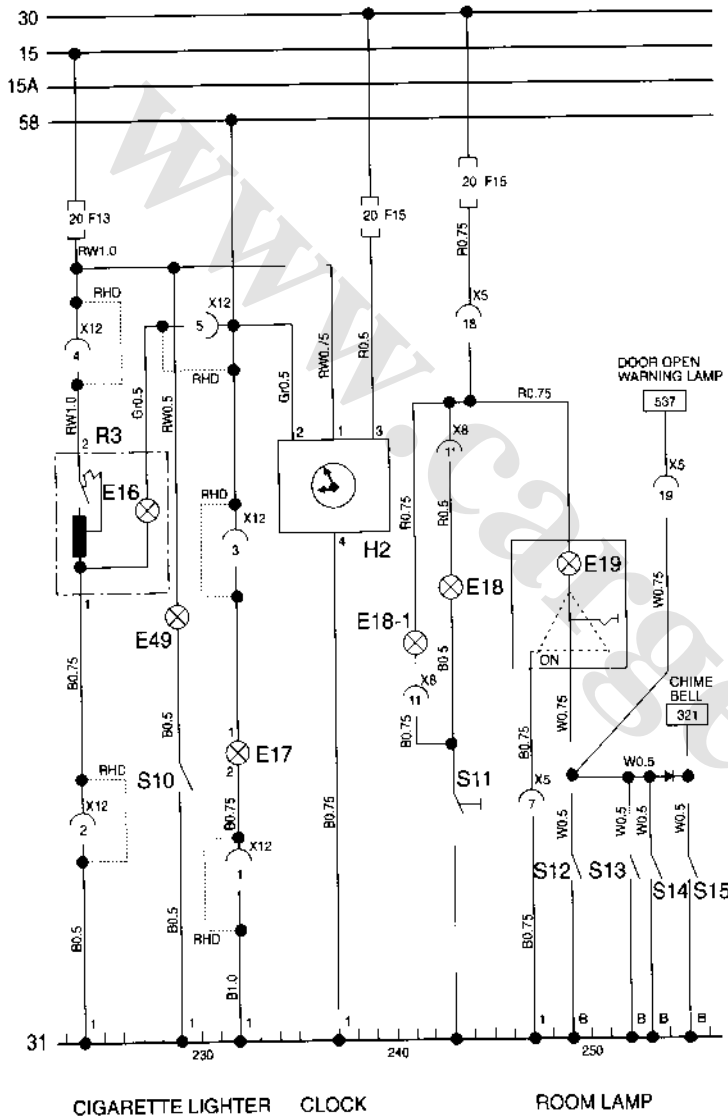 30
15
15A
58
20 F13
20 F15
20 F15
RW1.0
R0.75
RHD
X12
4
X12
5
X5
18
RW1.0
Gr0.5
RW0.5
RHD
Gr0.5
RW0.75
R0.5
DOOR OPEN
WARNING LAMP
537
R0.75
2
R3
2
1
3
X8
11
X5
19
E16
RHD
X12
3
H2
4
R0.75
R0.5
E19
W0.75
1
E49
E18
E18-1
ON
B0.75
X8
11
B0.5
CHIME
BELL
321
B0.5
1
E17
2
B0.75
B0.75
W0.75
W0.5
RHD
X12
2
S10
B0.75
X12
1
B0.75
S11
X5
7
W0.5
W0.5
W0.5
W0.5
S12
S13
S14
S15
B0.5
B0.5
RHD
B1.0
B0.75
31
1
1
1
1
1
B
B
B
B
230
240
250
CIGARETTE LIGHTER
CLOCK
ROOM LAMP